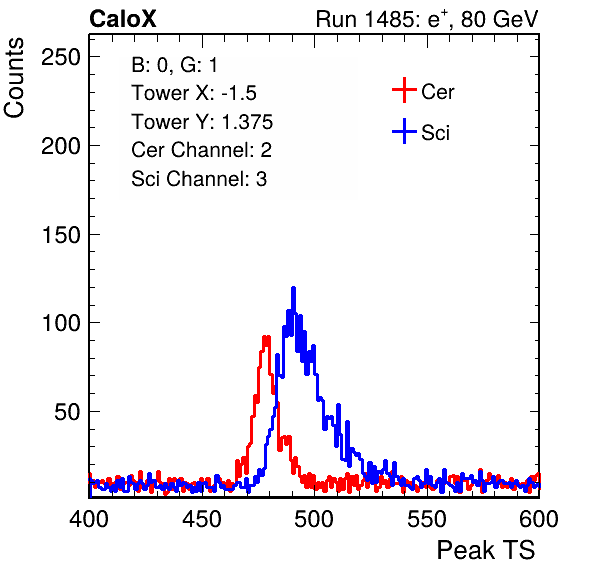 CaloX Run 1485: e⁺, 80 GeV
Counts
B: 0, G: 1
Tower X: -1.5
Tower Y: 1.375
Cer Channel: 2
Sci Channel: 3
Cer
Sci
250
200
150
100
50
400 450 500 550 600
Peak TS